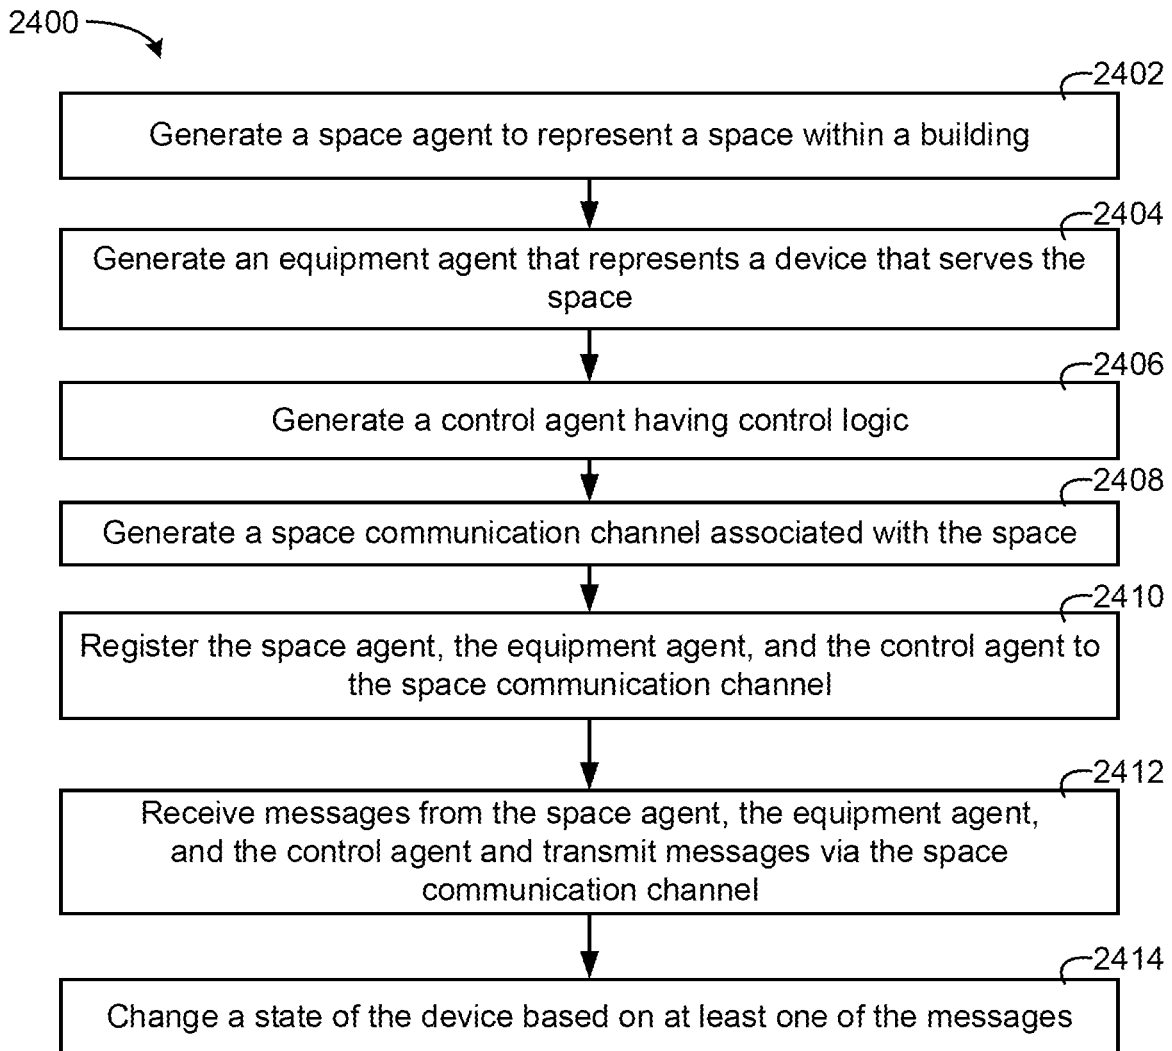 2400
2402
Generate a space agent to represent a space within a building
2404
Generate an equipment agent that represents a device that serves the
space
2406
Generate a control agent having control logic
2408
Generate a space communication channel associated with the space
2410
Register the space agent, the equipment agent, and the control agent to
the space communication channel
2412
Receive messages from the space agent, the equipment agent,
and the control agent and transmit messages via the space
communication channel
2414
Change a state of the device based on at least one of the messages